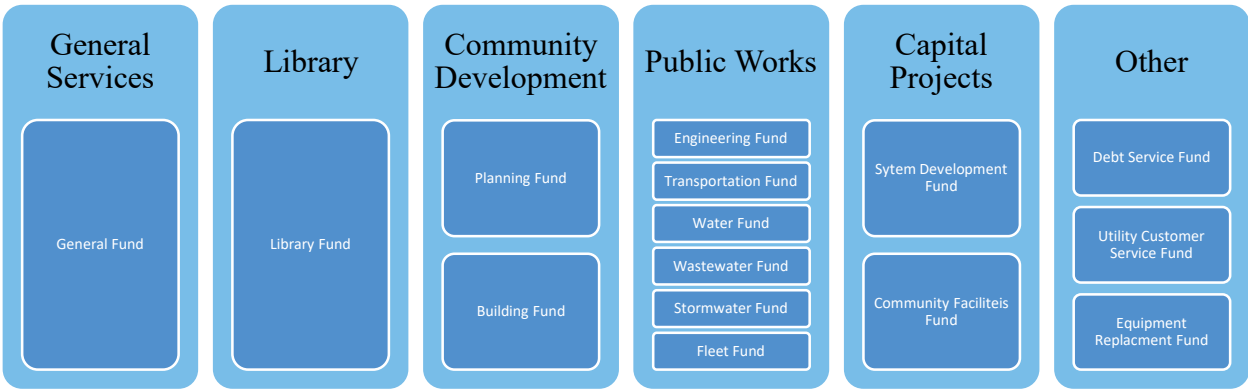 General
Services
General Fund
Library
Library Fund
Community
Development
Planning Fund
Building Fund
Public Works
Engineering Fund
Transportation Fund
Water Fund
Wastewater Fund
Stormwater Fund
Fleet Fund
Capital
Projects
Sytem Development
Fund
Community Faciliteis
Fund
Other
Debt Service Fund
Utility Customer
Service Fund
Equipment
Replacment Fund